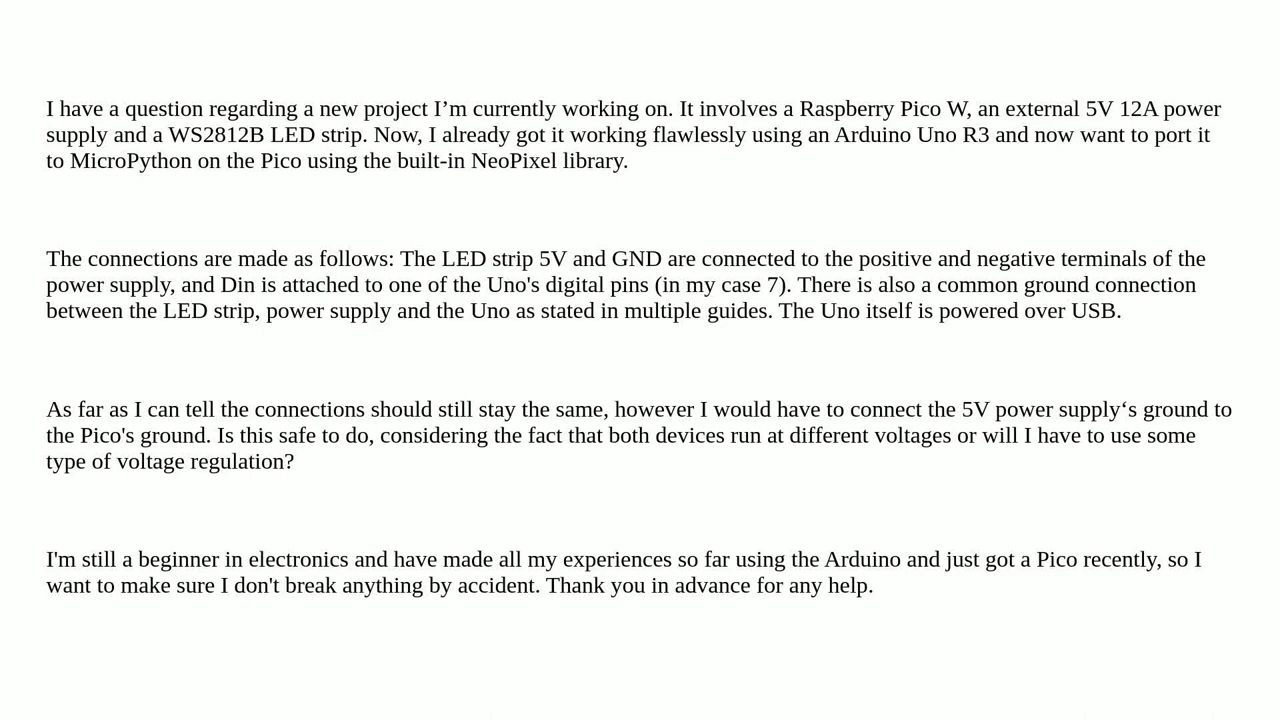 I have a question regarding a new project I’m currently working on. It involves a Raspberry Pico W, an external 5V 12A power
supply and a WS2812B LED strip. Now, I already got it working flawlessly using an Arduino Uno R3 and now want to port it
to MicroPython on the Pico using the built-in NeoPixel library.
The connections are made as follows: The LED strip 5V and GND are connected to the positive and negative terminals of the
power supply, and Din is attached to one of the Uno's digital pins (in my case 7). There is also a common ground connection
between the LED strip, power supply and the Uno as stated in multiple guides. The Uno itself is powered over USB.
As far as I can tell the connections should still stay the same, however I would have to connect the 5V power supply‘s ground to
the Pico's ground. Is this safe to do, considering the fact that both devices run at different voltages or will I have to use some
type of voltage regulation?
I'm still a beginner in electronics and have made all my experiences so far using the Arduino and just got a Pico recently, so I
want to make sure I don't break anything by accident. Thank you in advance for any help.